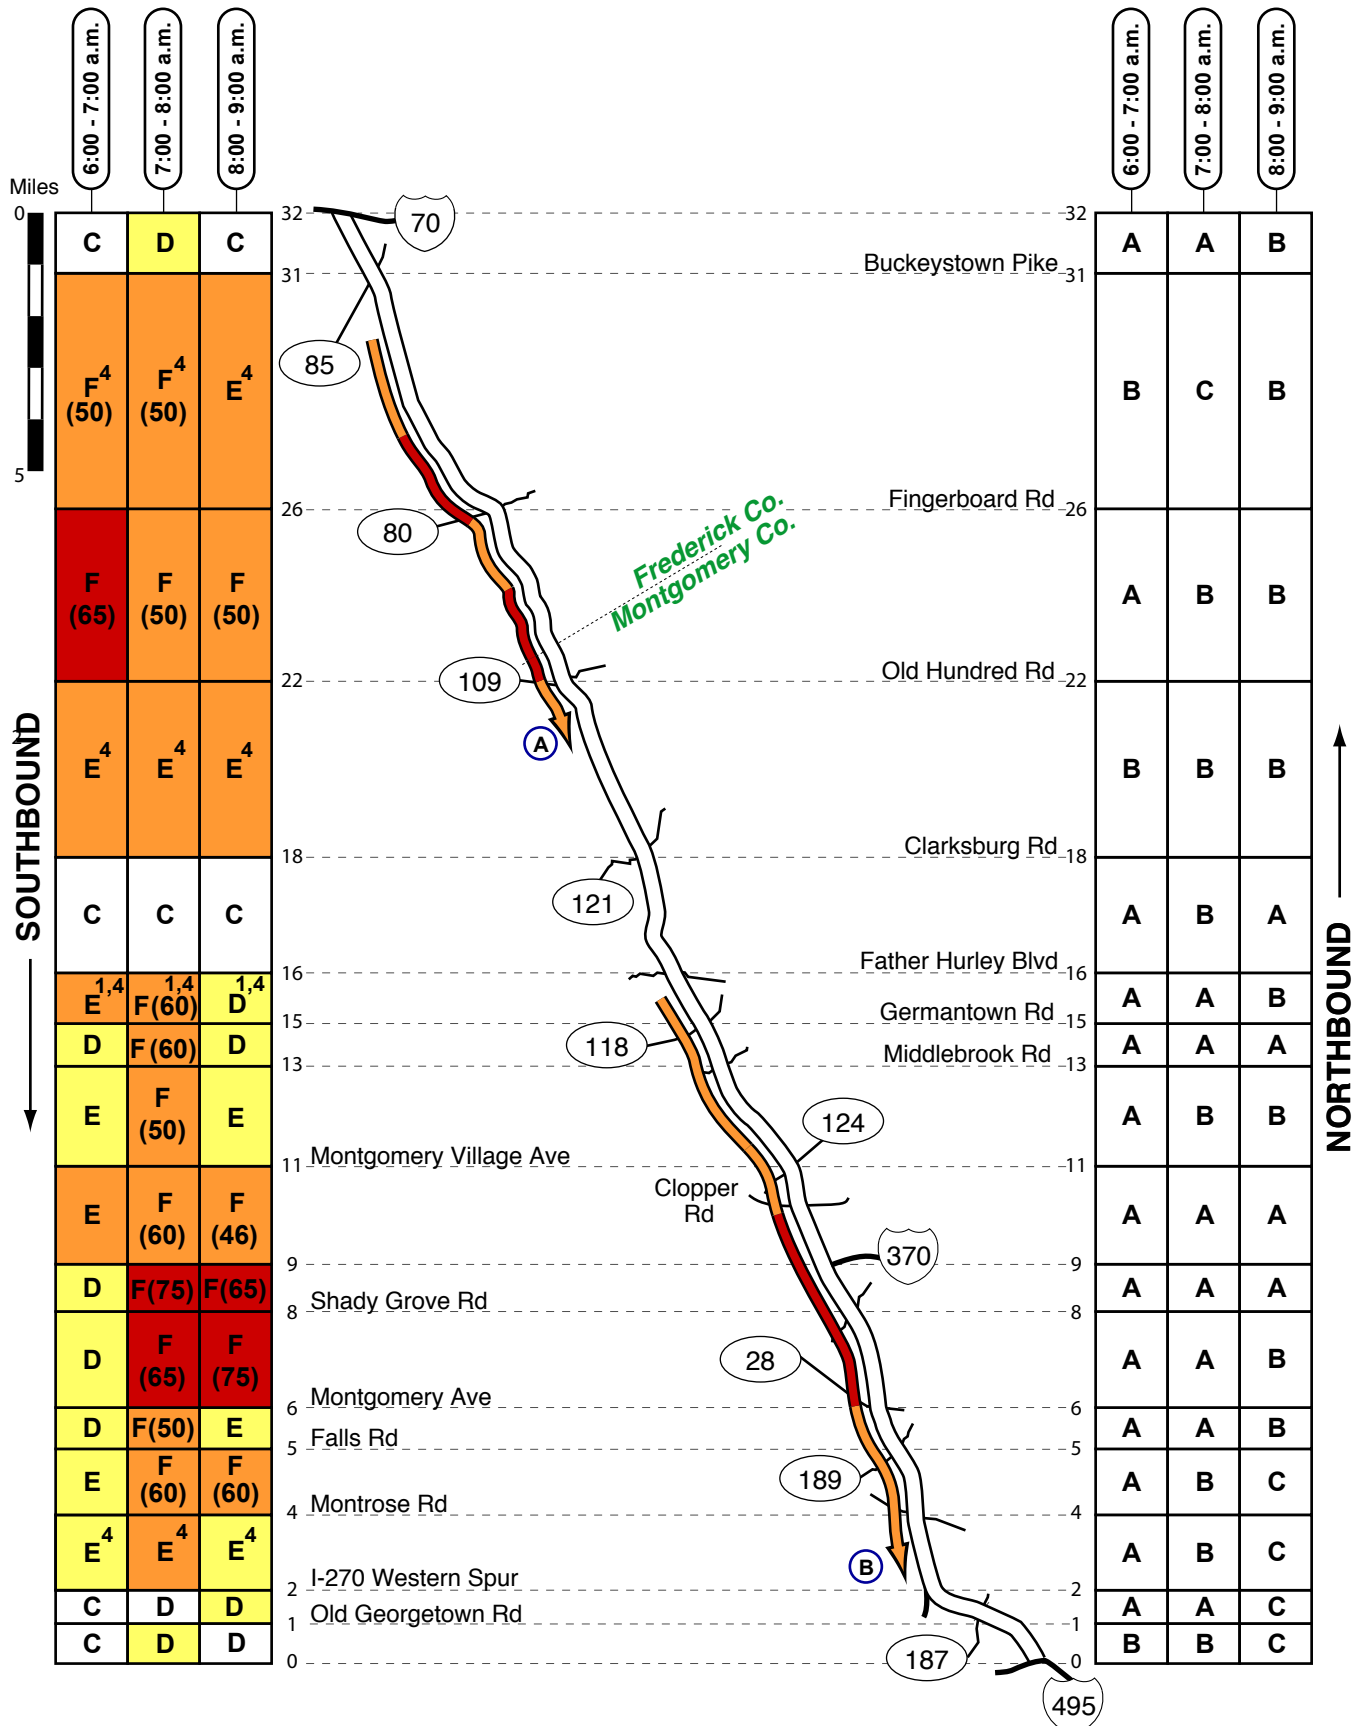 6:00 - 7:00 a.m.
7:00 - 8:00 a.m.
8:00 - 9:00 a.m.
6:00 - 7:00 a.m.
7:00 - 8:00 a.m.
8:00 - 9:00 a.m.
Miles
0
5
SOUTHBOUND
NORTHBOUND
32 70 32
C D C
A A B
Buckeystown Pike
31 31
85
F4 (50) F4 (50) E4
B C B
Fingerboard Rd
26 26
80
Frederick Co.
Montgomery Co.
F (65) F (50) F (50)
A B B
Old Hundred Rd
22 109 22
A
E4 E4 E4
B B B
Clarksburg Rd
18 18
121
C C C
A B A
Father Hurley Blvd
16 16
E1,4 F(60)1,4 D1,4
A A B
Germantown Rd
15 15
118
D F(60) D
A A A
Middlebrook Rd
13 13
124
E F (50) E
A B B
11 Montgomery Village Ave 11
Clopper
Rd
E F (60) F (46)
A A A
370
9 9
D F(75) F(65)
A A A
Shady Grove Rd
8 8
28
D F (65) F (75)
A A B
Montgomery Ave
6 6
D F(50) E
A A B
Falls Rd
5 5
189
E F (60) F (60)
A B C
Montrose Rd
4 4
B
E4 E4 E4
A B C
I-270 Western Spur
2 2
C D D
A A C
Old Georgetown Rd
1 1
187
C D D
B B C
0 0
495